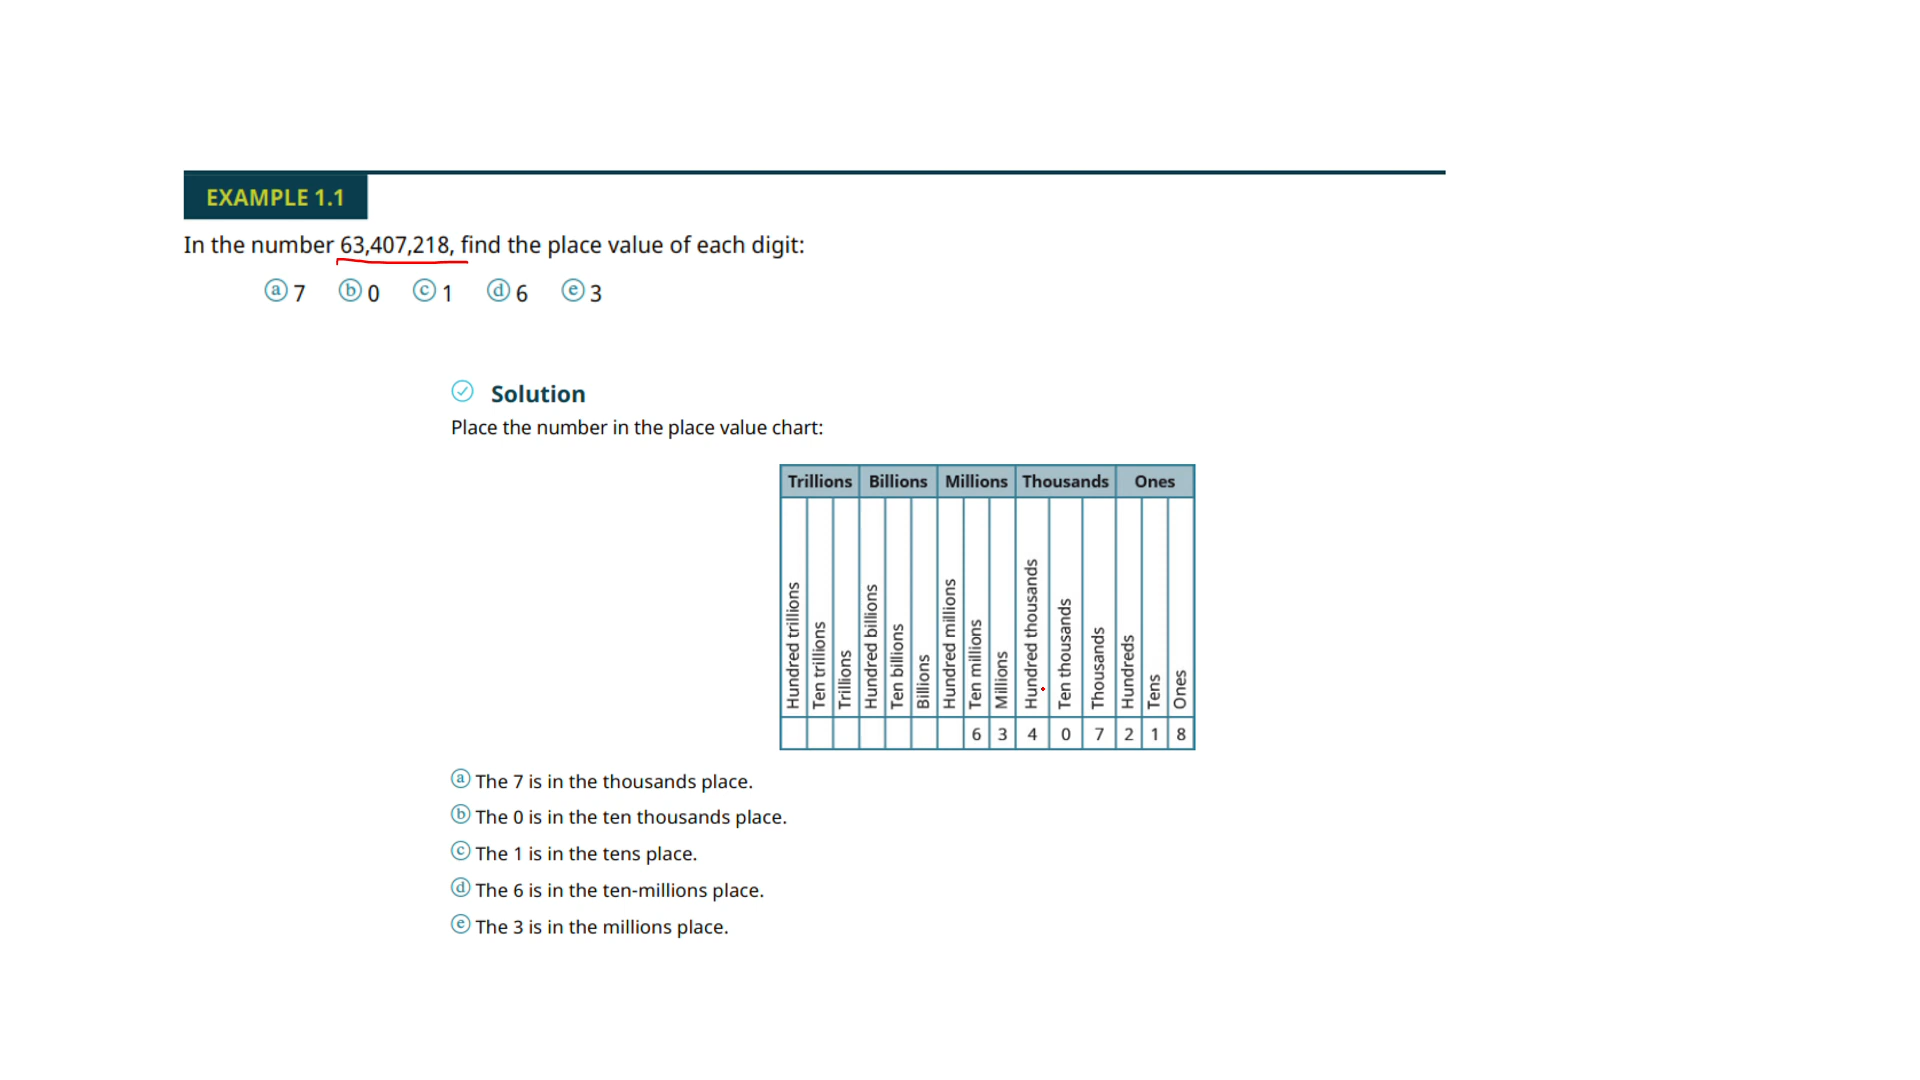 EXAMPLE 1.1
In the number 63,407,218, find the place value of each digit:
ⓐ 7 ⓑ 0 ⓒ 1 ⓓ 6 ⓔ 3
Solution
Place the number in the place value chart:
Trillions Billions Millions Thousands Ones
Hundred trillions Ten trillions Trillions Hundred billions Ten billions Billions Hundred millions Ten millions Millions Hundred thousands Ten thousands Thousands Hundreds Tens Ones
6 3 4 0 7 2 1 8
ⓐ The 7 is in the thousands place.
ⓑ The 0 is in the ten thousands place.
ⓒ The 1 is in the tens place.
ⓓ The 6 is in the ten-millions place.
ⓔ The 3 is in the millions place.